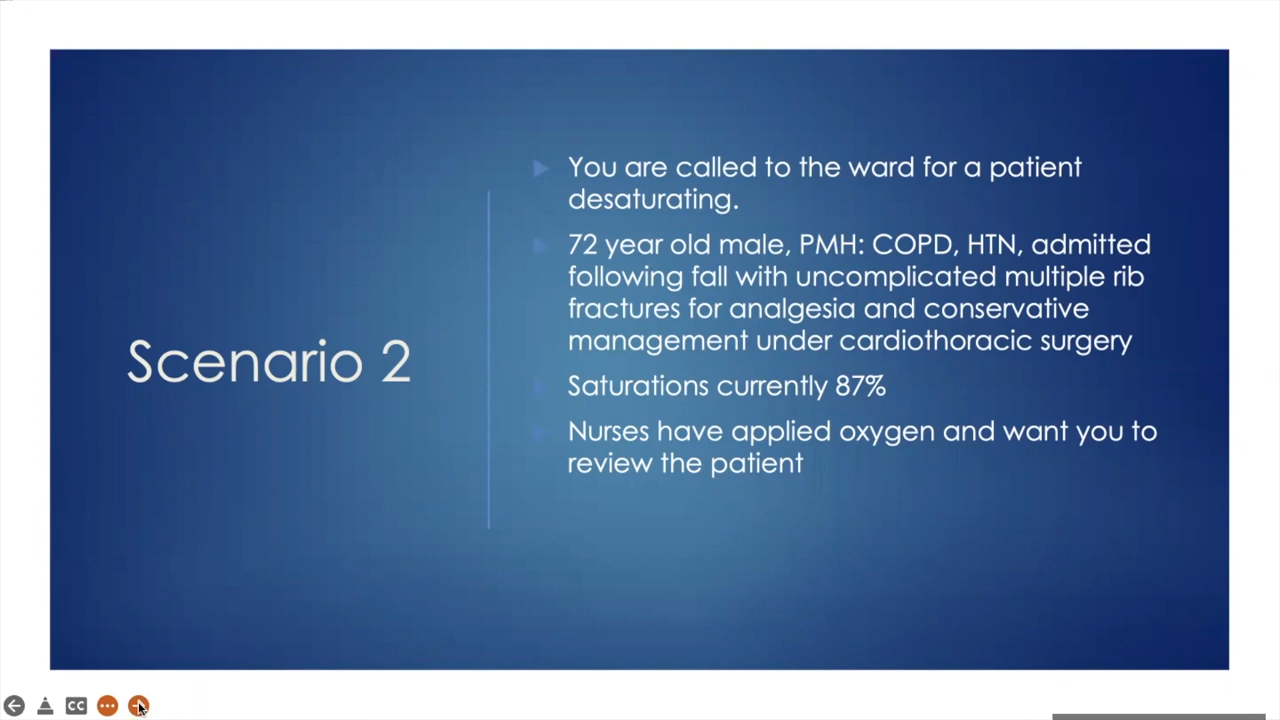 Scenario 2
You are called to the ward for a patient
desaturating.
72 year old male, PMH: COPD, HTN, admitted
following fall with uncomplicated multiple rib
fractures for analgesia and conservative
management under cardiothoracic surgery
Saturations currently 87%
Nurses have applied oxygen and want you to
review the patient
CC